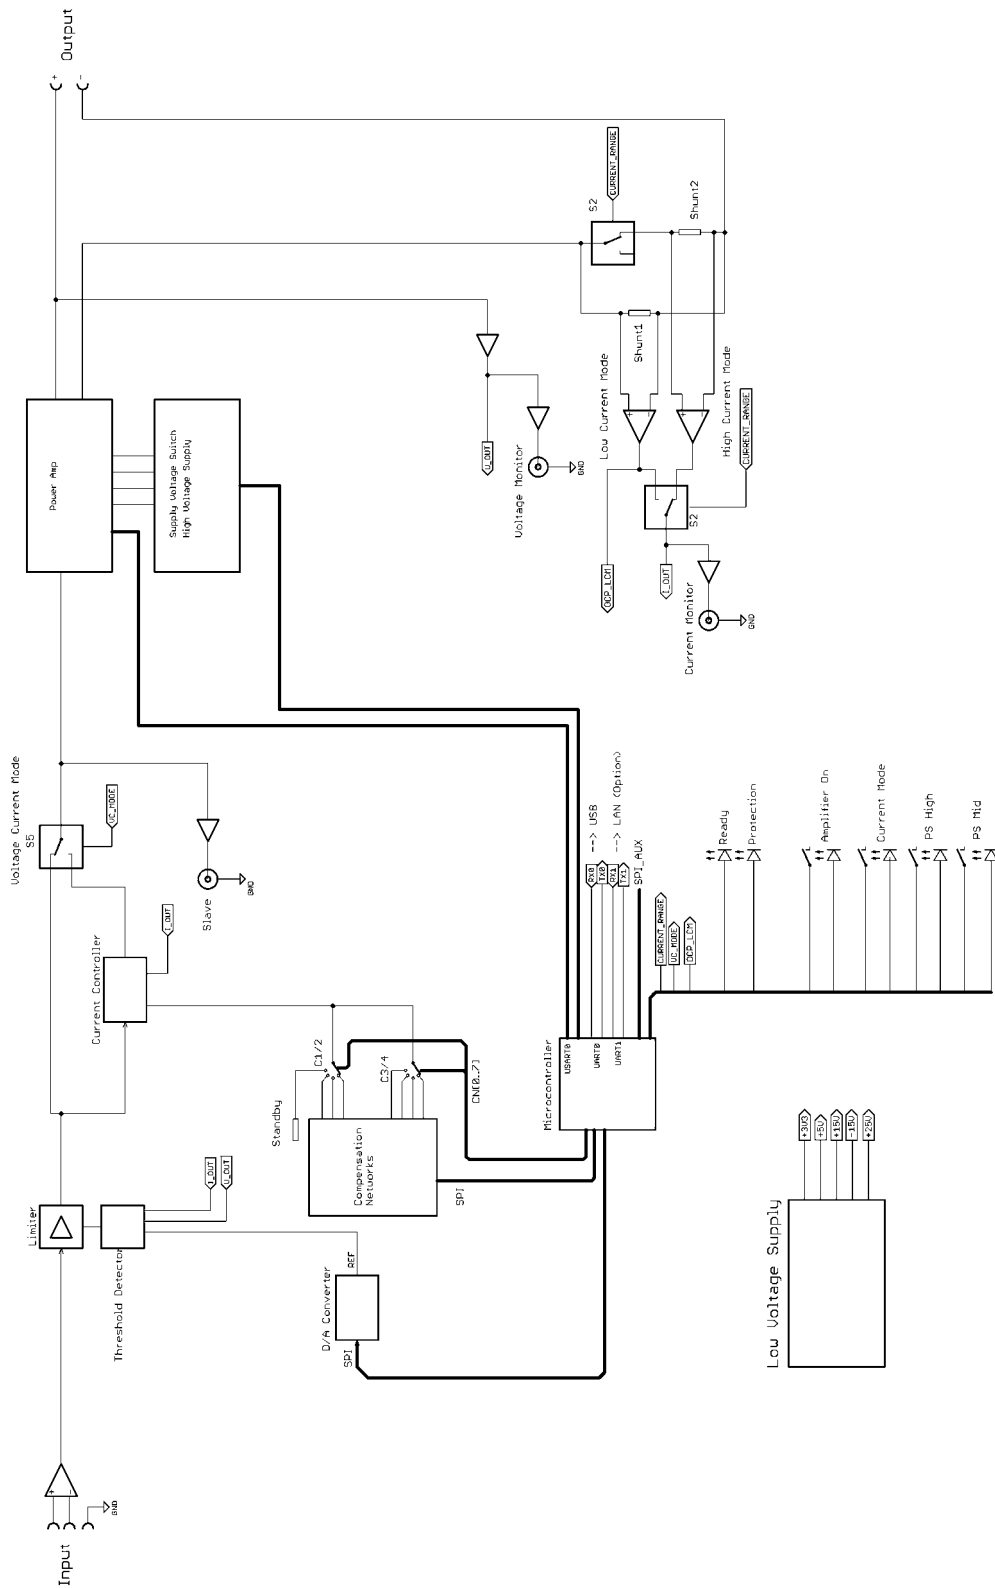 Input
+
-
GND
Limiter
Threshold Detector
I_OUT
U_OUT
D/A Converter
REF
SPI
Current Controller
I_OUT
Voltage Current Mode
S5
VC_MODE
Slave
GND
Standby
C1/2
C3/4
Compensation
Networks
SPI
CN[0..7]
Power Amp
Supply Voltage Switch
High Voltage Supply
Output
+
-
U_OUT
Voltage Monitor
GND
S2
CURRENT_RANGE
Shunt2
Shunt1
Low Current Mode
+
-
+
-
High Current Mode
CURRENT_RANGE
S2
OCP_LCM
I_OUT
Current Monitor
GND
Microcontroller
USART0
UART0
UART1
RX0
TX0
--> USB
RX1
TX1
--> LAN (Option)
SPI_AUX
CURRENT_RANGE
VC_MODE
OCP_LCM
Ready
Protection
Amplifier On
Current Mode
PS High
PS Mid
Low Voltage Supply
+3V3
+5V
+15V
-15V
+25V